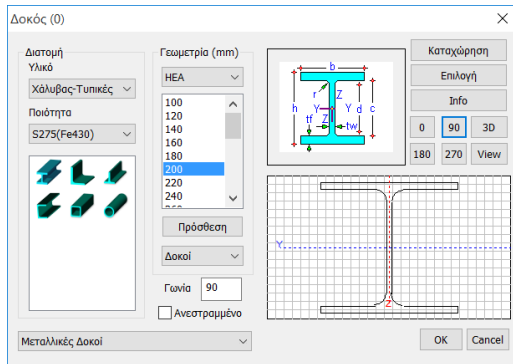 Δοκός (0)
Διατομή
Υλικό
Χάλυβας-Τυπικές
Ποιότητα
S275(Fe430)
Γεωμετρία (mm)
HEA
100
120
140
160
180
200
220
240
Πρόσθεση
Δοκοί
Γωνία 90
Ανεστραμμένο
b
r Z
h Y Y d c
tf Z tw
Καταχώρηση
Επιλογή
Info
0 90 3D
180 270 View
Y
Z
Μεταλλικές Δοκοί
OK Cancel